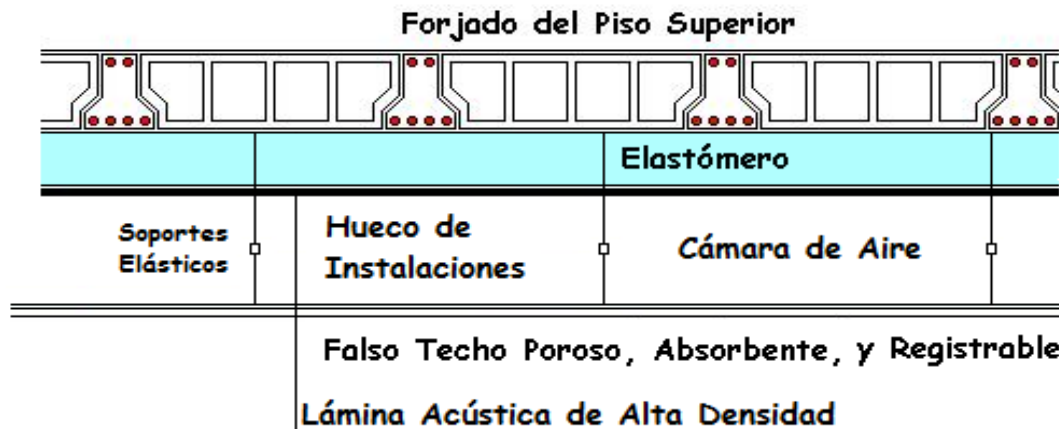 Forjado del Piso Superior
Elastómero
Soportes
Elásticos
Hueco de
Instalaciones
Cámara de Aire
Falso Techo Poroso, Absorbente, y Registrable
Lámina Acústica de Alta Densidad